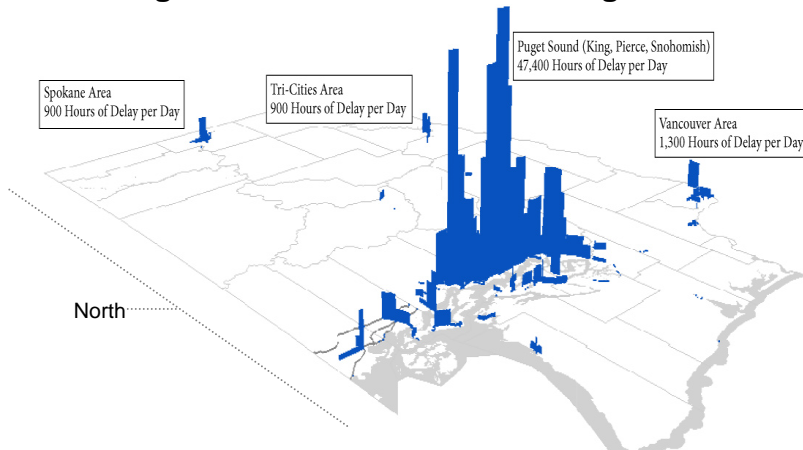 Puget Sound (King, Pierce, Snohomish)
47,400 Hours of Delay per Day
Tri-Cities Area
900 Hours of Delay per Day
Spokane Area
900 Hours of Delay per Day
Vancouver Area
1,300 Hours of Delay per Day
North